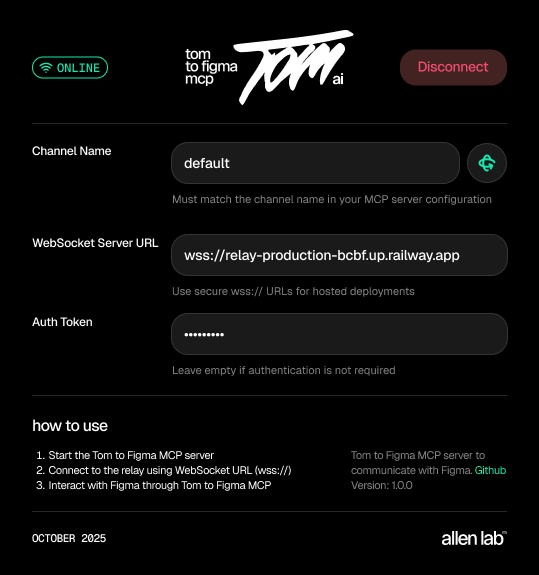 ONLINE
tom
to figma
mcp
Tom
ai
Disconnect
Channel Name
default
Must match the channel name in your MCP server configuration
WebSocket Server URL
wss://relay-production-bcbf.up.railway.app
Use secure wss:// URLs for hosted deployments
Auth Token
•••••••••
Leave empty if authentication is not required
how to use
1. Start the Tom to Figma MCP server
2. Connect to the relay using WebSocket URL (wss://)
3. Interact with Figma through Tom to Figma MCP
Tom to Figma MCP server to
communicate with Figma. Github
Version: 1.0.0
OCTOBER 2025
allen lab